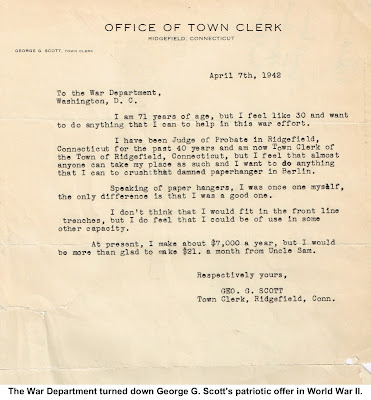 OFFICE OF TOWN CLERK
RIDGEFIELD, CONNECTICUT
GEORGE G. SCOTT, TOWN CLERK
April 7th, 1942
To the War Department,
Washington, D. C.
I am 71 years of age, but I feel like 30 and want
to do anything that I can to help in this war effort.
I have been Judge of Probate in Ridgefield,
Connecticut for the past 40 years and am now Town Clerk of
the Town of Ridgefield, Connecticut, but I feel that almost
anyone can take my place as such and I want to do anything
that I can to crush that damned paperhanger in Berlin.
Speaking of paper hangers, I was once one myself,
the only difference is that I was a good one.
I don't think that I would fit in the front line
trenches, but I do feel that I could be of use in some
other capacity.
At present, I make about $7,000 a year, but I would
be more than glad to make $21. a month from Uncle Sam.
Respectively yours,
GEO. G. SCOTT
Town Clerk, Ridgefield, Conn.
The War Department turned down George G. Scott's patriotic offer in World War II.